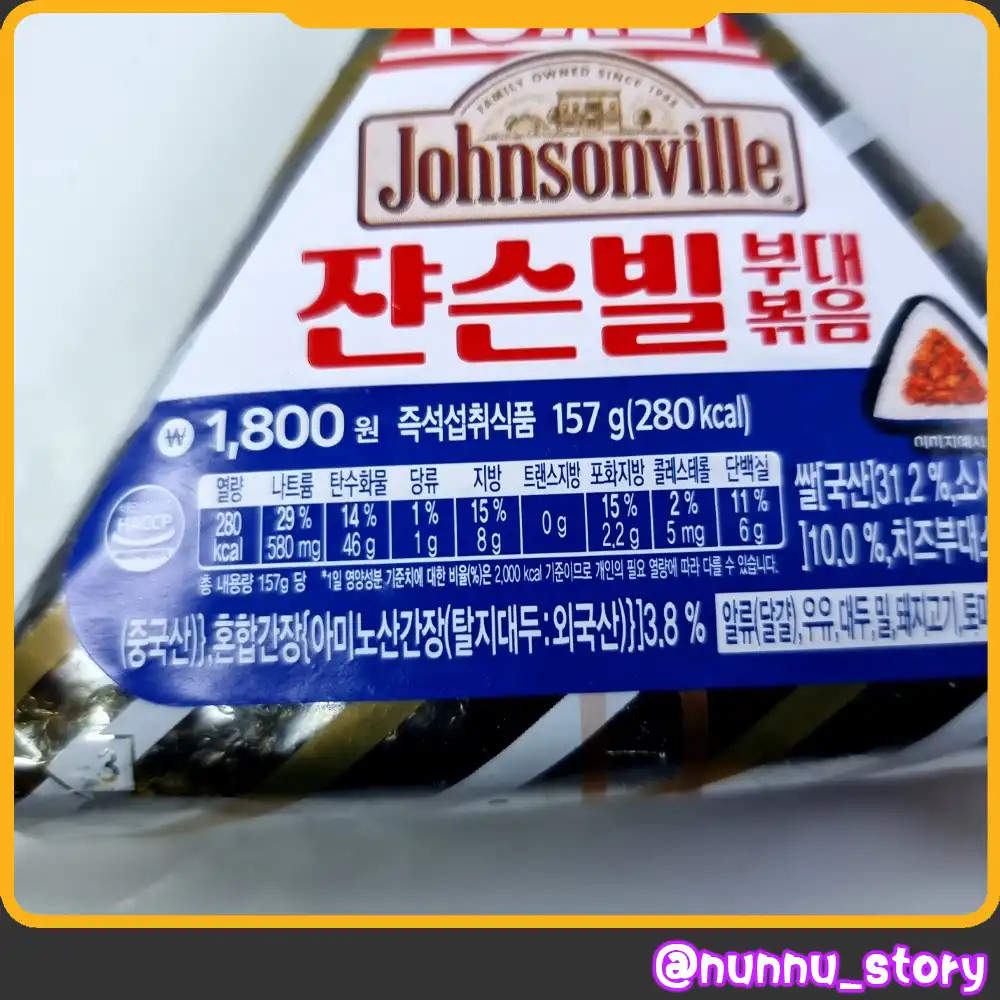 FAMILY OWNED SINCE 1945
Johnsonville
쟌슨빌 부대볶음
₩ 1,800 원 즉석섭취식품 157 g(280 kcal)
열량 나트륨 탄수화물 당류 지방 트랜스지방 포화지방 콜레스테롤 단백질
29 % 14 % 1 % 15 % 15 % 2 % 11 %
280 kcal 580 mg 46 g 1 g 8 g 0 g 2.2 g 5 mg 6 g
HACCP
총 내용량 157g 당 *1일 영양성분 기준치에 대한 비율(%)은 2,000 kcal 기준이므로 개인의 필요 열량에 따라 다를 수 있습니다.
쌀[국산]31.2 %,소시
]10.0 %,치즈부대
(중국산)},혼합간장{아미노산간장(탈지대두:외국산)}]3.8 %
알류(달걀),우유,대두,밀,돼지고기,토마
@nunnu_story